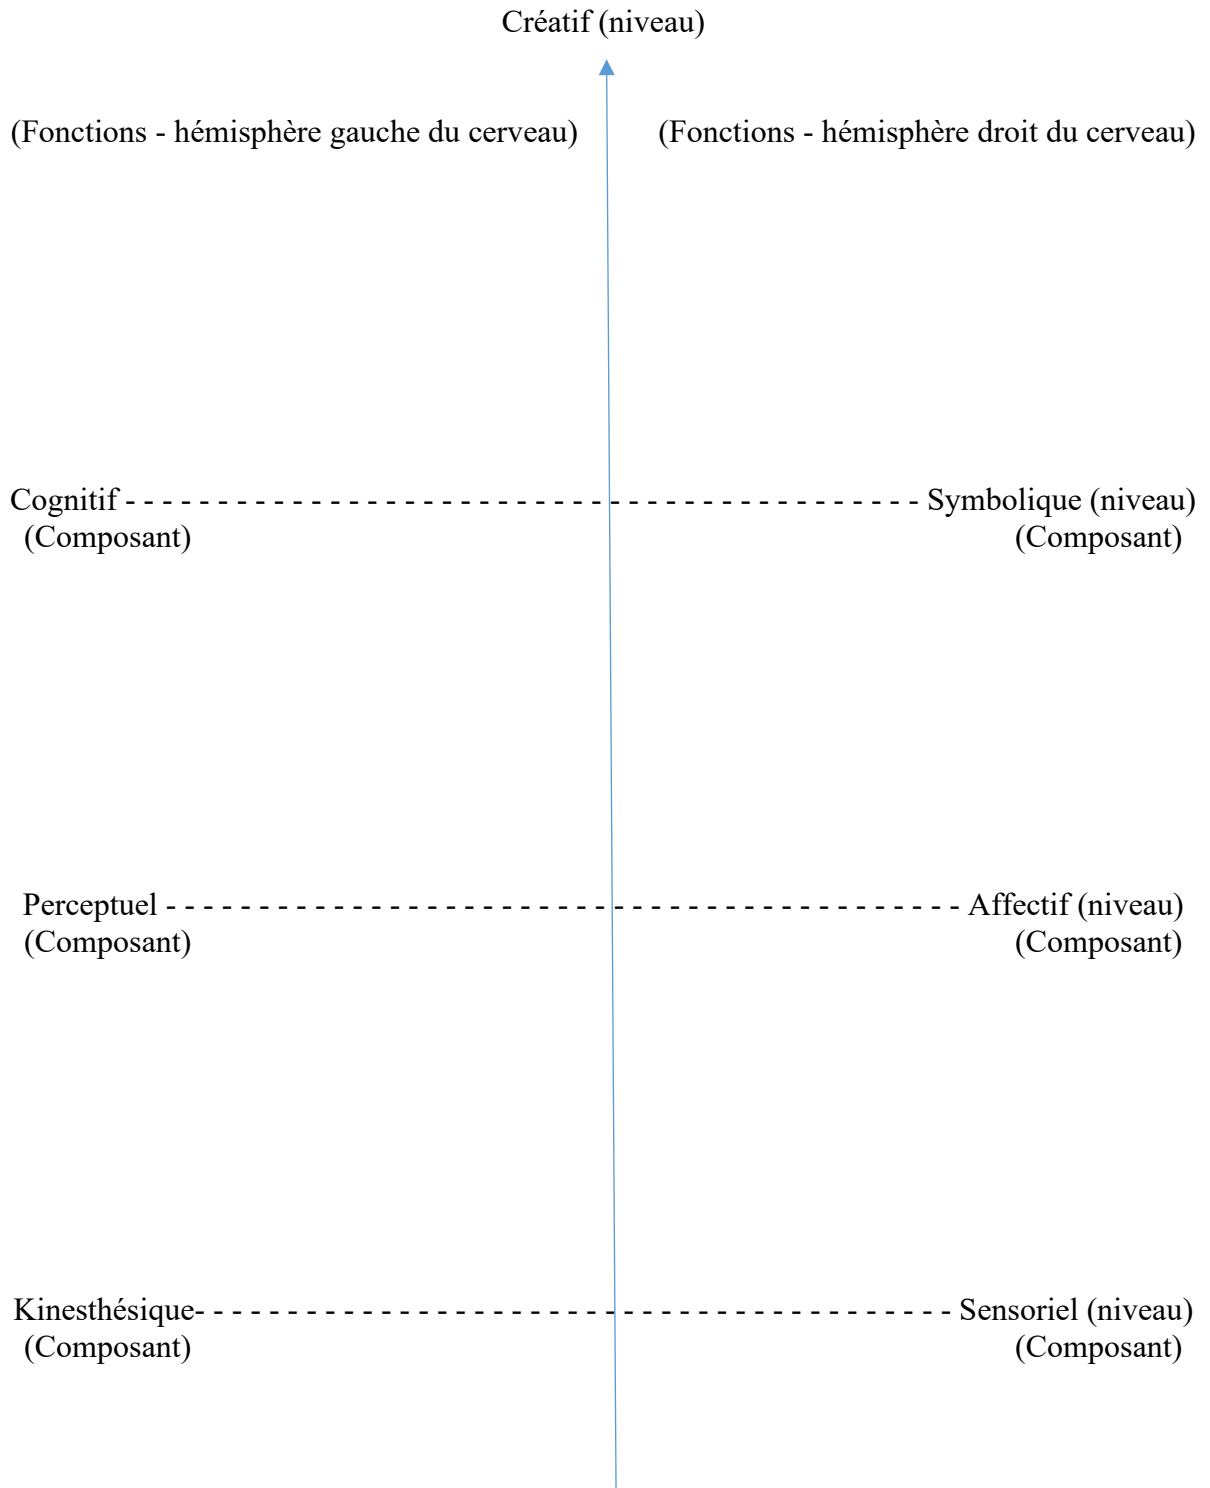 Créatif (niveau)
(Fonctions - hémisphère gauche du cerveau) (Fonctions - hémisphère droit du cerveau)
Cognitif - - - - - - - - - - - - - - - - - - - - - - - - - - - - - - - - - - - - - - - - - - - Symbolique (niveau)
(Composant) (Composant)
Perceptuel - - - - - - - - - - - - - - - - - - - - - - - - - - - - - - - - - - - - - - - - - - - Affectif (niveau)
(Composant) (Composant)
Kinesthésique- - - - - - - - - - - - - - - - - - - - - - - - - - - - - - - - - - - - - - - - - Sensoriel (niveau)
(Composant) (Composant)